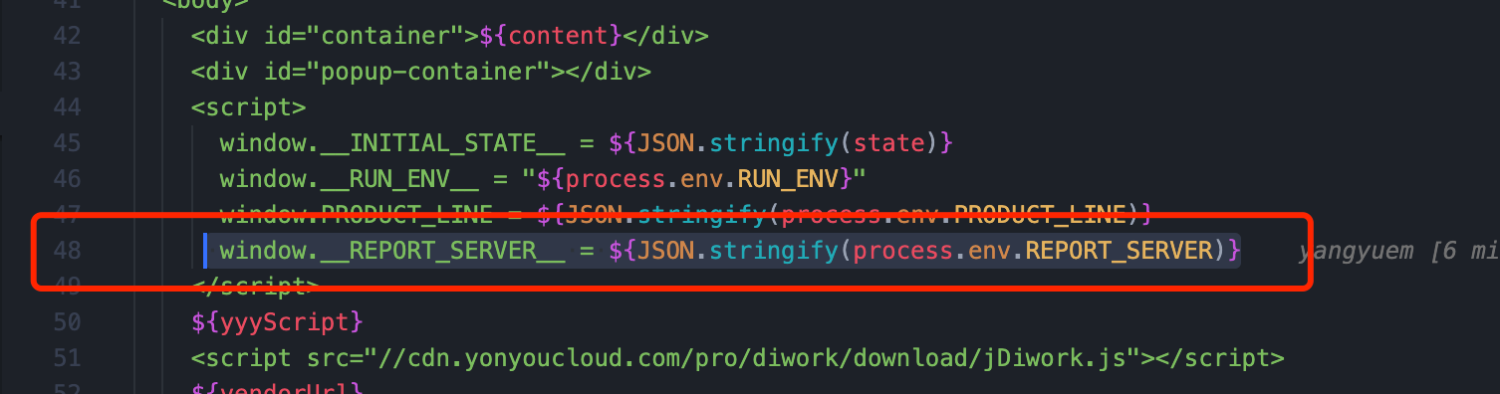 41 <body>
42 <div id="container">${content}</div>
43 <div id="popup-container"></div>
44 <script>
45 window.__INITIAL_STATE__ = ${JSON.stringify(state)}
46 window.__RUN_ENV__ = "${process.env.RUN_ENV}"
47 window.PRODUCT_LINE = ${JSON.stringify(process.env.PRODUCT_LINE)}
48 window.__REPORT_SERVER__ = ${JSON.stringify(process.env.REPORT_SERVER)} yangyuem [6 mi
49 </script>
50 ${yyyScript}
51 <script src="//cdn.yonyoucloud.com/pro/diwork/download/jDiwork.js"></script>
52 ${vendorUrl}